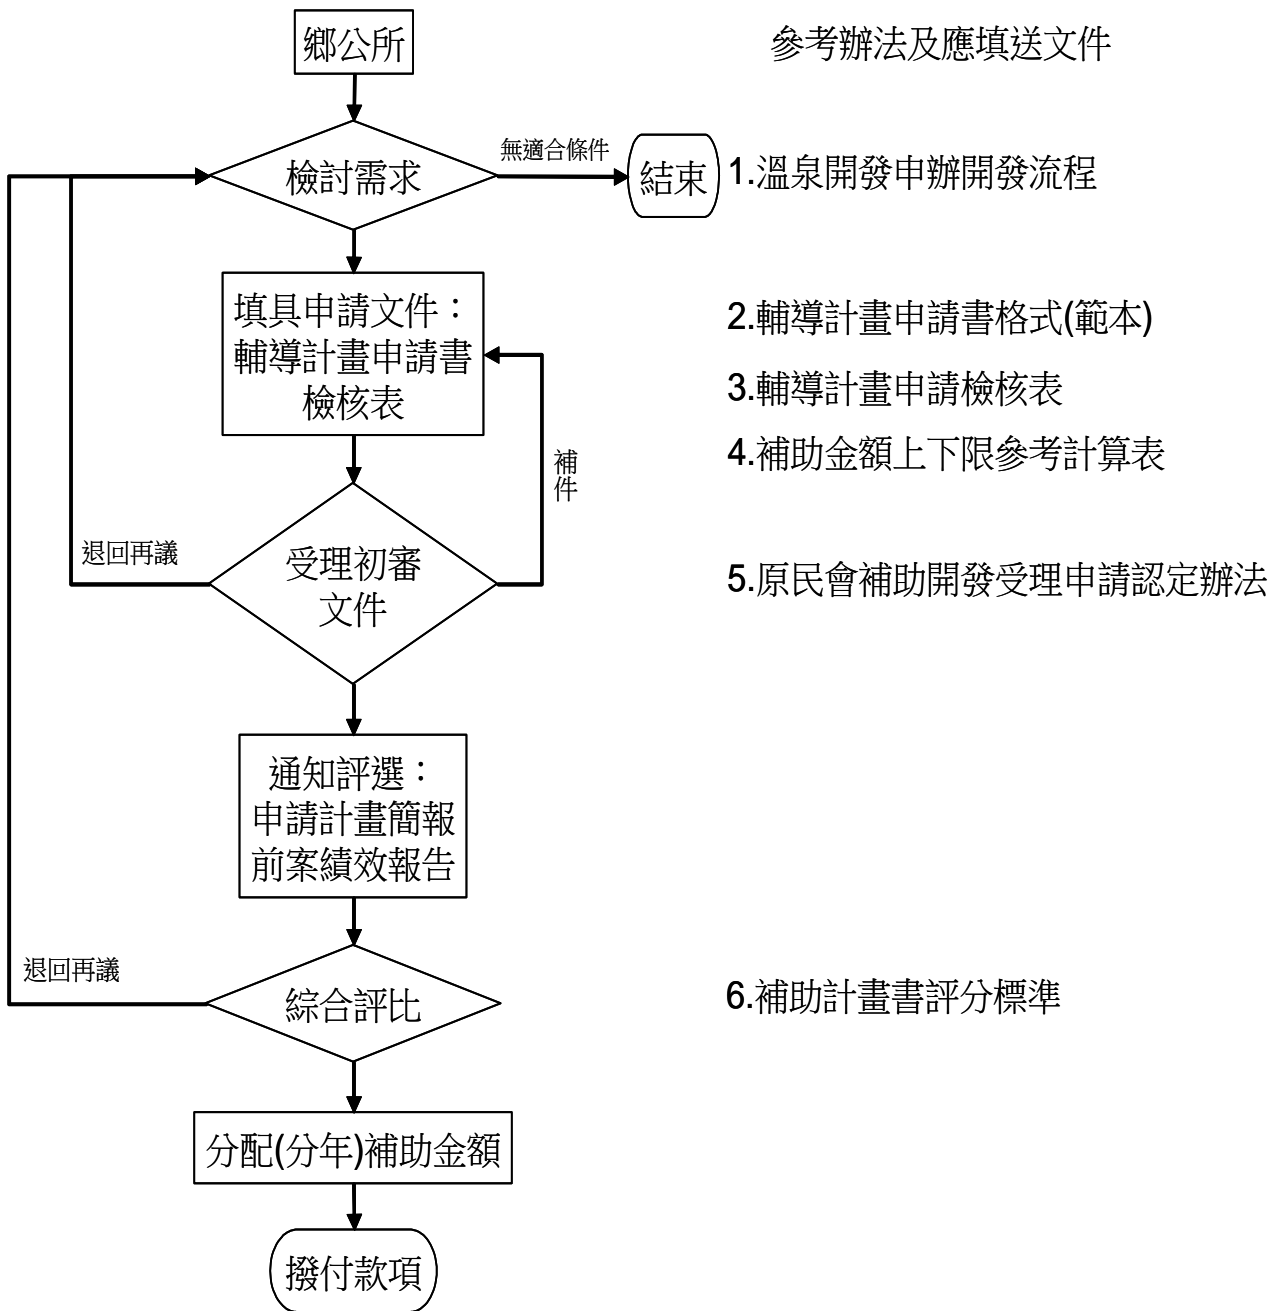 鄉公所
參考辦法及應填送文件
無適合條件
檢討需求
結束
1.溫泉開發申辦開發流程
填具申請文件：
輔導計畫申請書
檢核表
2.輔導計畫申請書格式(範本)
3.輔導計畫申請檢核表
4.補助金額上下限參考計算表
補件
退回再議
受理初審
文件
5.原民會補助開發受理申請認定辦法
通知評選：
申請計畫簡報
前案績效報告
退回再議
綜合評比
6.補助計畫書評分標準
分配(分年)補助金額
撥付款項